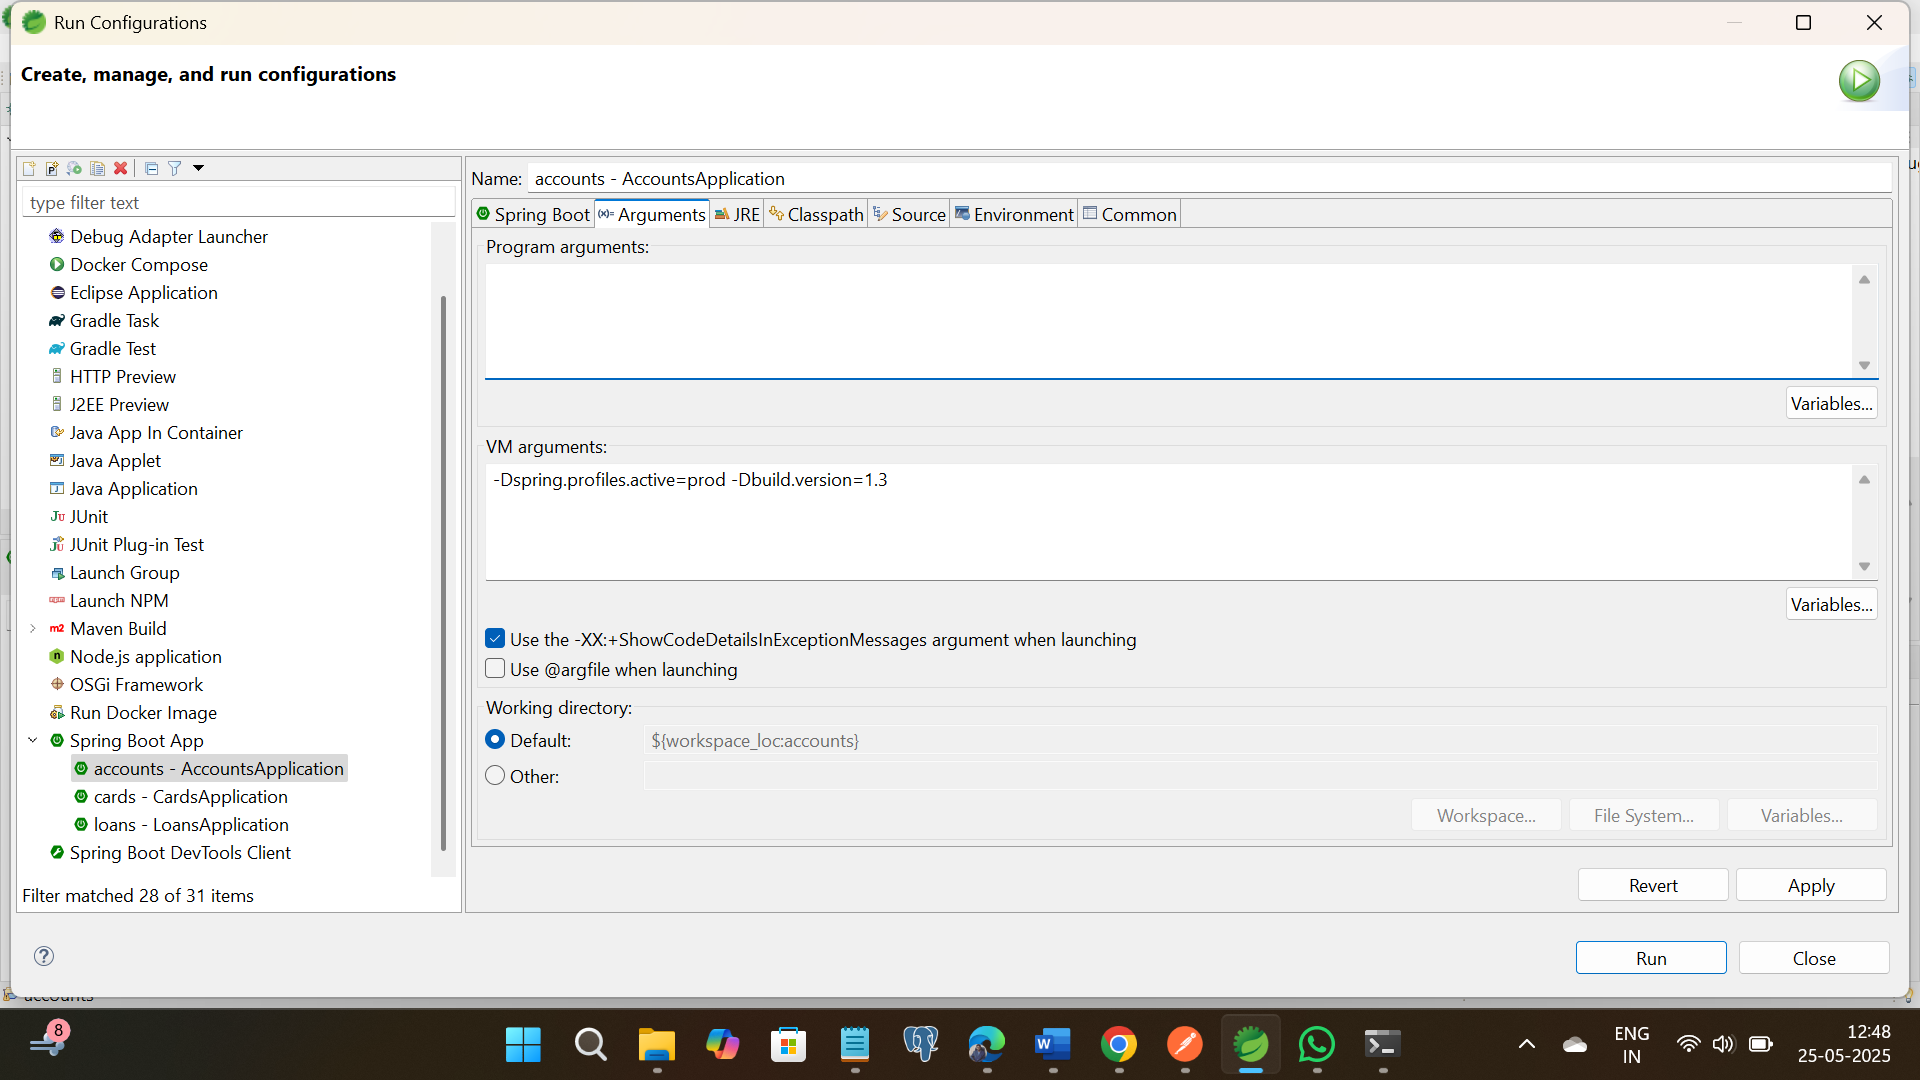 Run Configurations
Create, manage, and run configurations
type filter text
Debug Adapter Launcher
Docker Compose
Eclipse Application
Gradle Task
Gradle Test
HTTP Preview
J2EE Preview
Java App In Container
Java Applet
Java Application
JUnit
JUnit Plug-in Test
Launch Group
Launch NPM
Maven Build
Node.js application
OSGi Framework
Run Docker Image
Spring Boot App
accounts - AccountsApplication
cards - CardsApplication
loans - LoansApplication
Spring Boot DevTools Client
Filter matched 28 of 31 items
Name: accounts - AccountsApplication
Spring Boot (x)= Arguments JRE Classpath Source Environment Common
Program arguments:
Variables...
VM arguments:
-Dspring.profiles.active=prod -Dbuild.version=1.3
Variables...
Use the -XX:+ShowCodeDetailsInExceptionMessages argument when launching
Use @argfile when launching
Working directory:
Default: ${workspace_loc:accounts}
Other:
Workspace... File System... Variables...
Revert Apply
Run Close
accounts
8
ENG
IN
12:48
25-05-2025